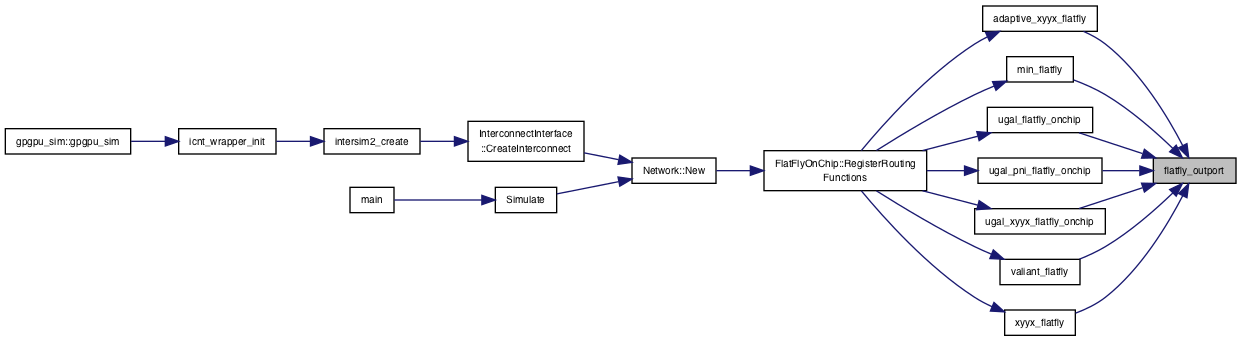 adaptive_xyyx_flatfly
min_flatfly
ugal_flatfly_onchip
gpgpu_sim::gpgpu_sim
icnt_wrapper_init
intersim2_create
InterconnectInterface
::CreateInterconnect
Network::New
FlatFlyOnChip::RegisterRouting
Functions
ugal_pni_flatfly_onchip
flatfly_outport
main
Simulate
ugal_xyyx_flatfly_onchip
valiant_flatfly
xyyx_flatfly